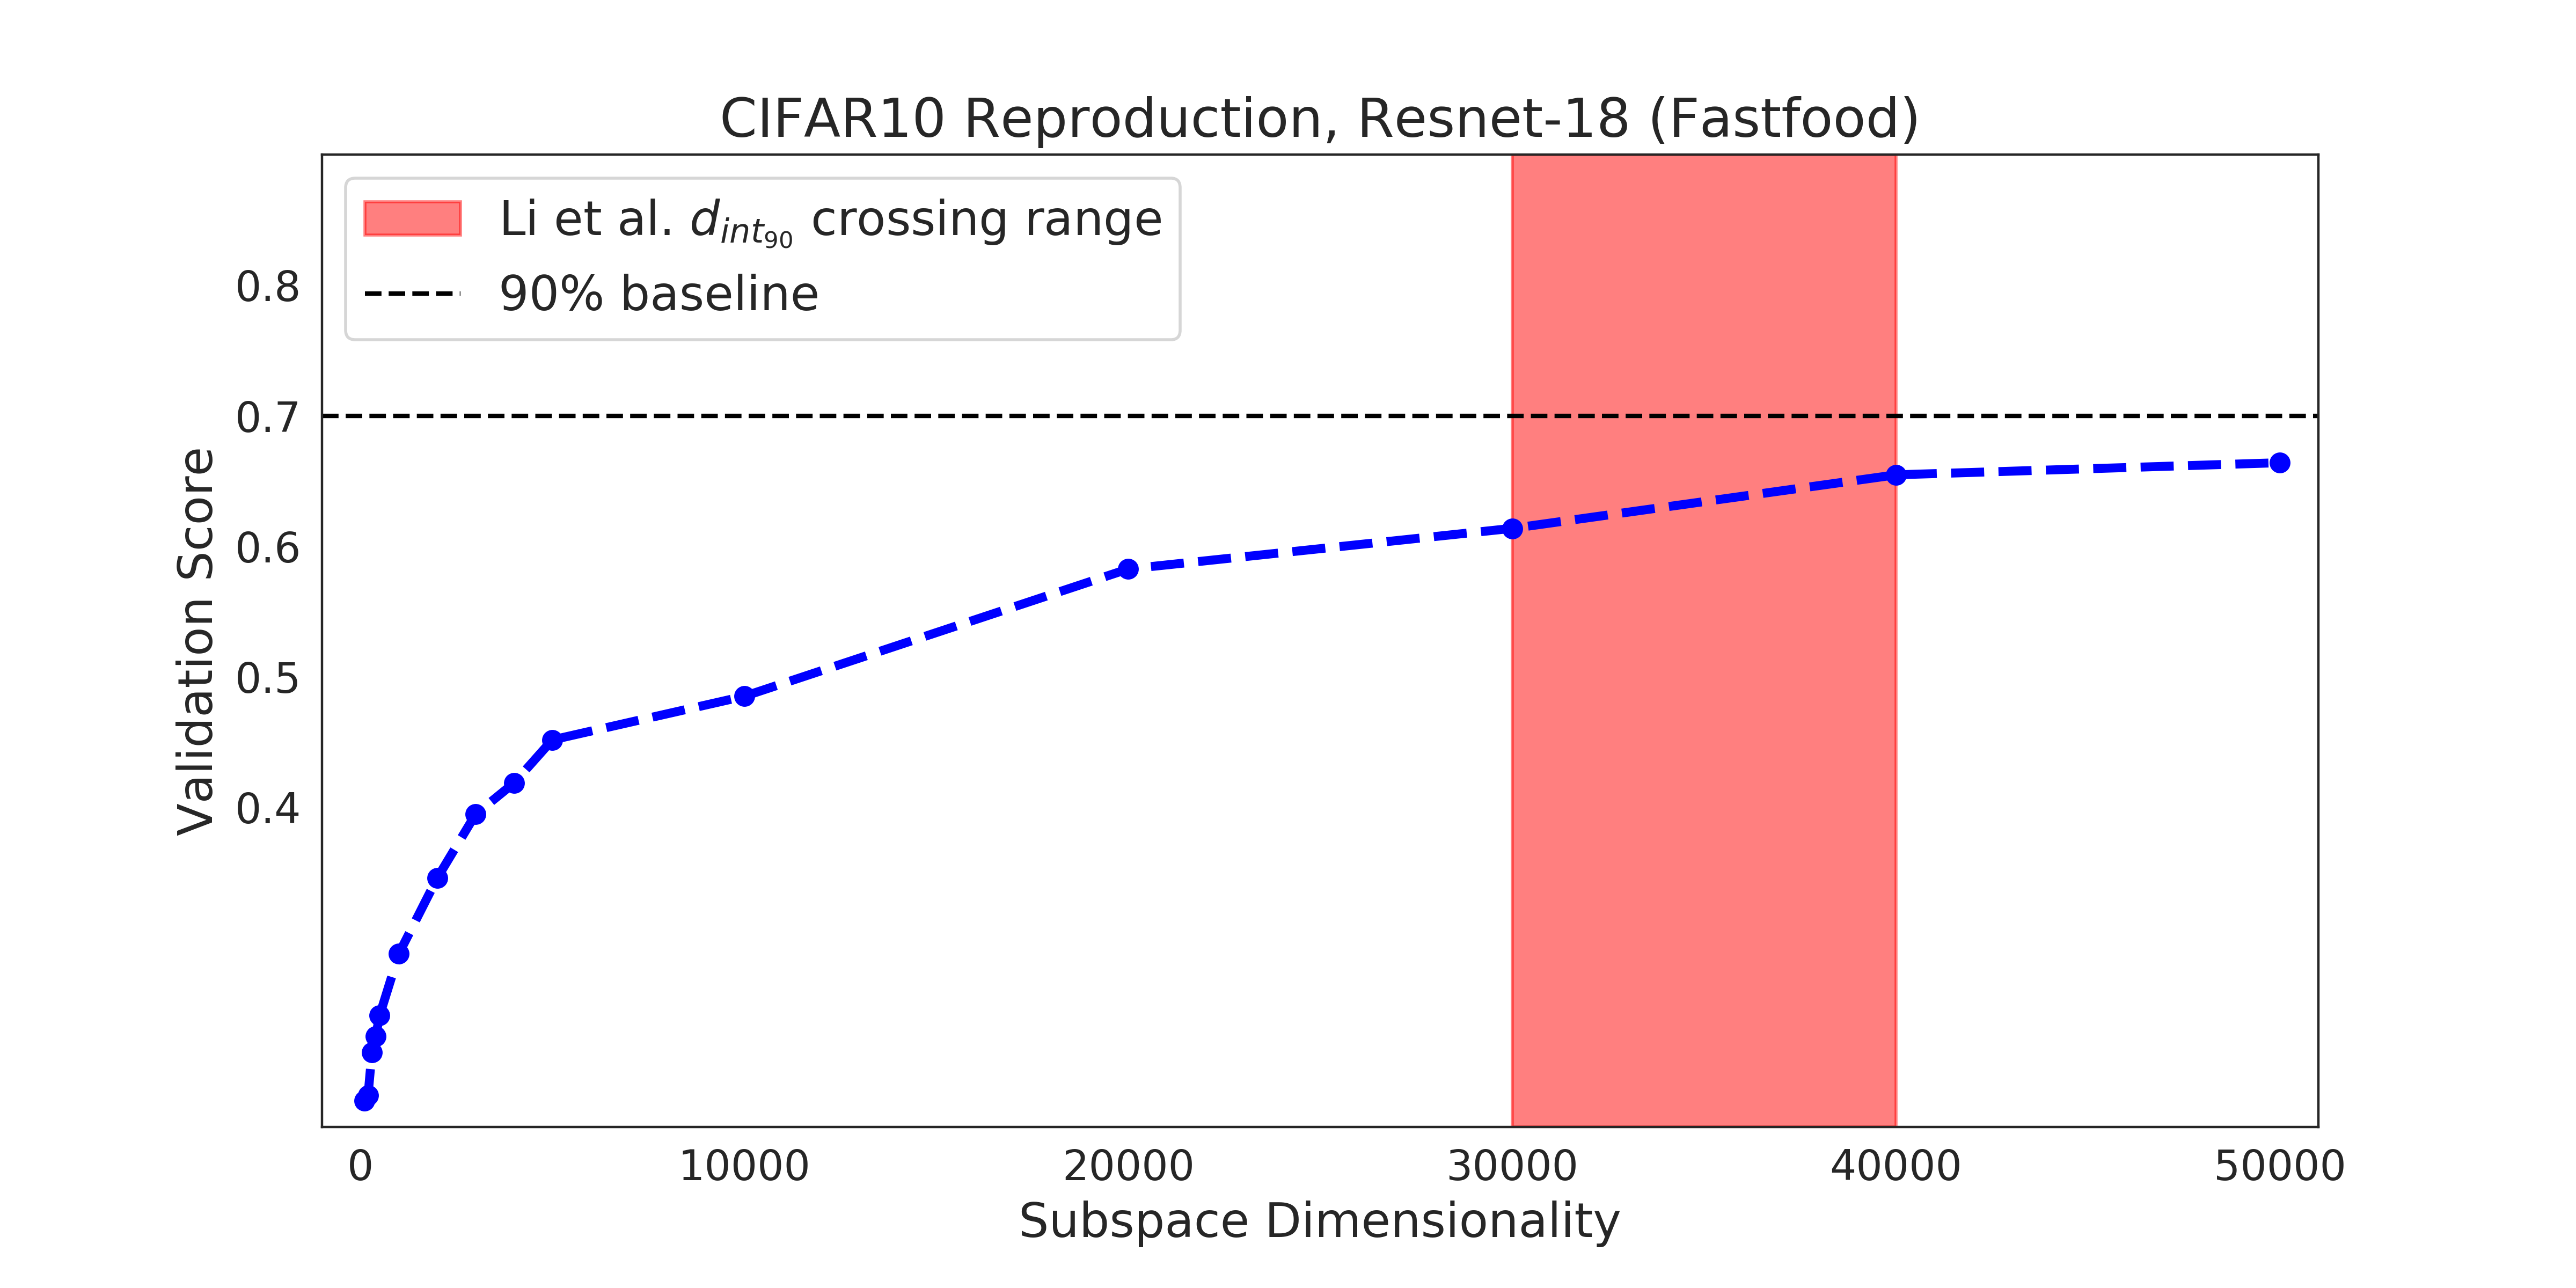 CIFAR10 Reproduction, Resnet-18 (Fastfood)
Li et al. d_int_90 crossing range
90% baseline
Validation Score
0.8
0.7
0.6
0.5
0.4
0 10000 20000 30000 40000 50000
Subspace Dimensionality